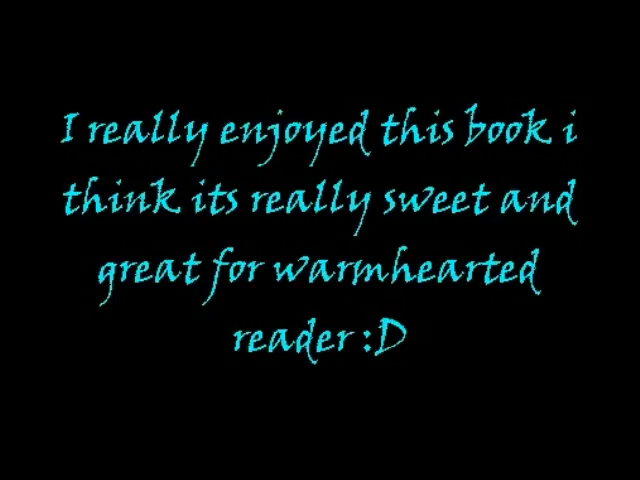 I really enjoyed this book i
think its really sweet and
great for warmhearted
reader :D